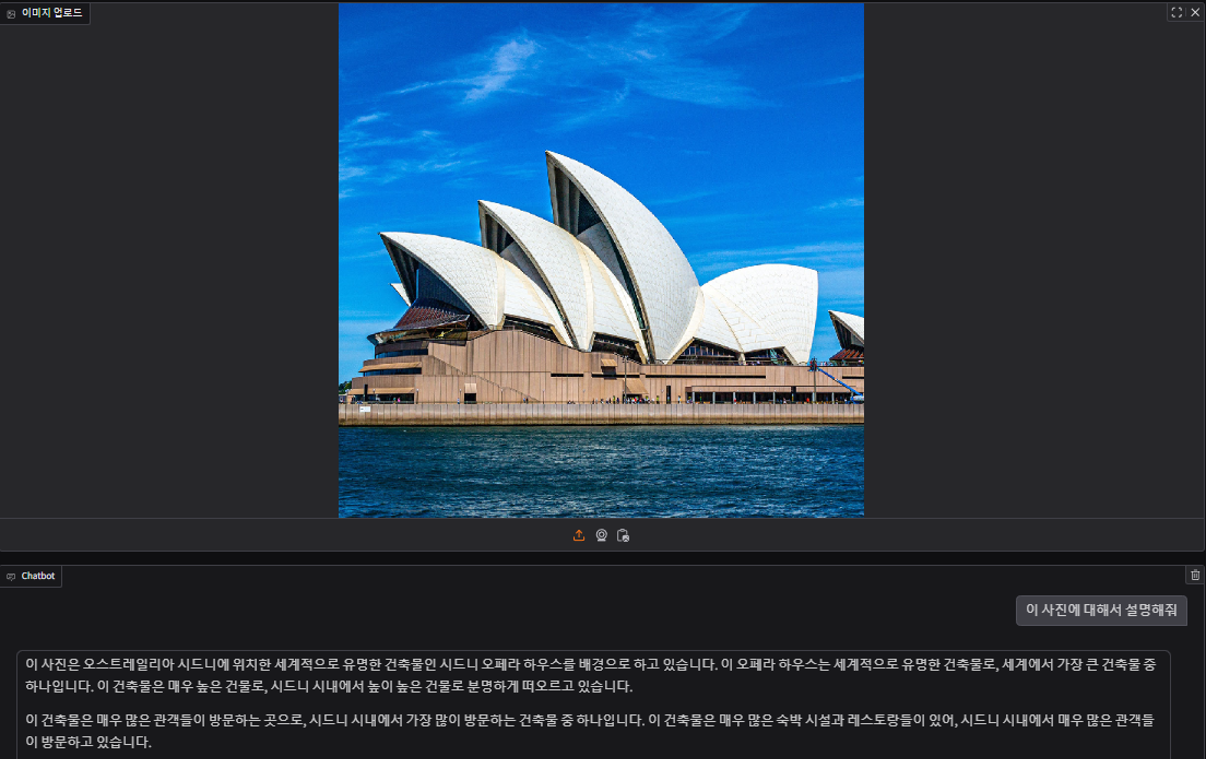 이미지 업로드
Chatbot
이 사진에 대해서 설명해줘
이 사진은 오스트레일리아 시드니에 위치한 세계적으로 유명한 건축물인 시드니 오페라 하우스를 배경으로 하고 있습니다. 이 오페라 하우스는 세계적으로 유명한 건축물로, 세계에서 가장 큰 건축물 중
하나입니다. 이 건축물은 매우 높은 건물로, 시드니 시내에서 높이 높은 건물로 분명하게 떠오르고 있습니다.
이 건축물은 매우 많은 관객들이 방문하는 곳으로, 시드니 시내에서 가장 많이 방문하는 건축물 중 하나입니다. 이 건축물은 매우 많은 숙박 시설과 레스토랑들이 있어, 시드니 시내에서 매우 많은 관객들
이 방문하고 있습니다.